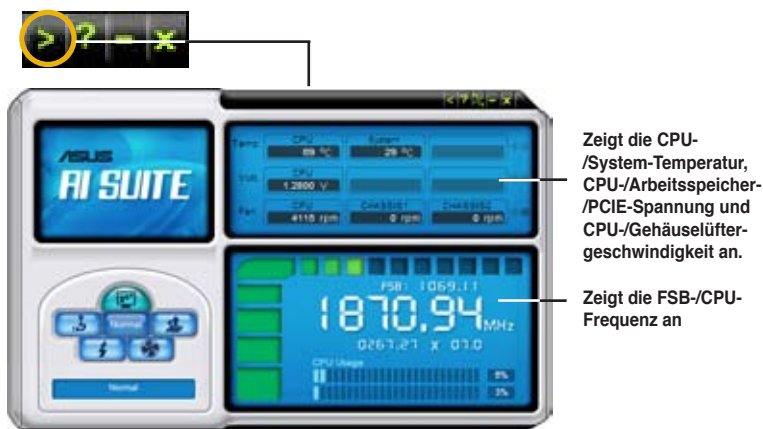 > ? - x
< ? - x
ASUS
AI SUITE
Temp
CPU
System
89 °C
29 °C
Volt
CPU
1.2800 V
Fan
CPU
CHASSIS1
CHASSIS2
4115 rpm
0 rpm
0 rpm
Zeigt die CPU-
/System-Temperatur,
CPU-/Arbeitsspeicher-
/PCIE-Spannung und
CPU-/Gehäuselüfter-
geschwindigkeit an.
FSB: 1069.11
1870.94 MHz
0267.27 x 07.0
CPU Usage
6%
3%
Zeigt die FSB-/CPU-
Frequenz an
Normal
Normal